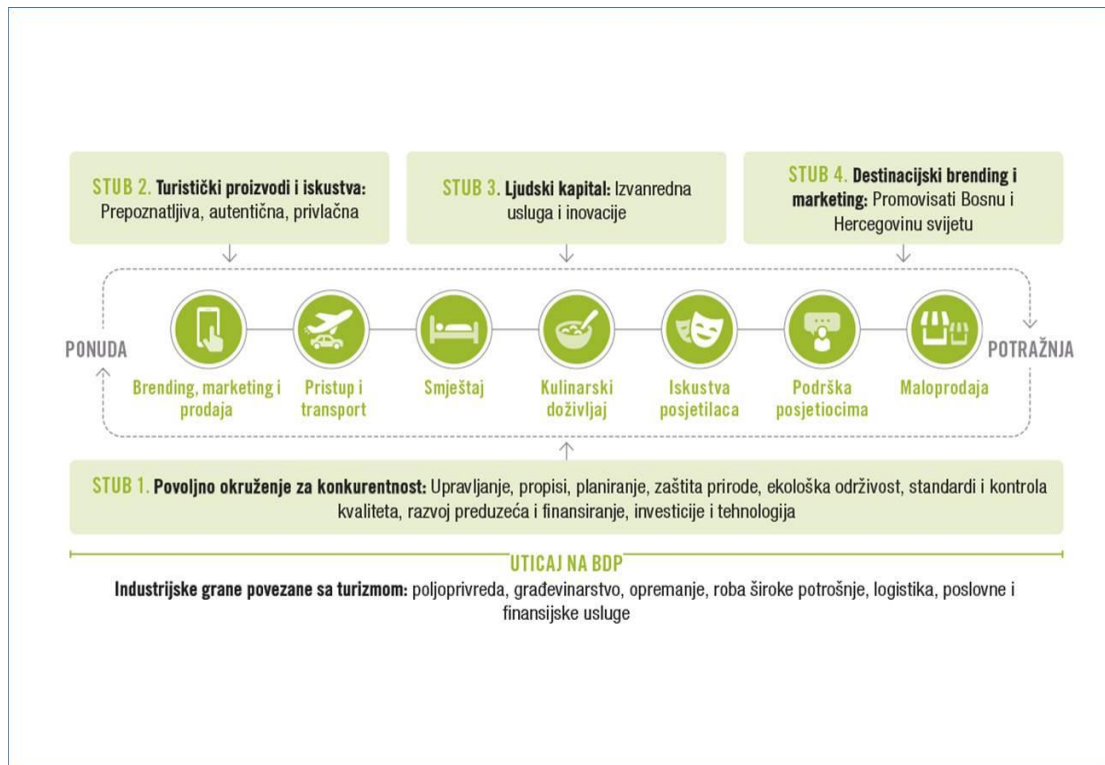 STUB 2. Turistički proizvodi i iskustva:
Prepoznatljiva, autentična, privlačna
STUB 3. Ljudski kapital: Izvanredna
usluga i inovacije
STUB 4. Destinacijski brending i
marketing: Promovisati Bosnu i
Hercegovinu svijetu
PONUDA
POTRAŽNJA
Brending, marketing i
prodaja
Pristup i
transport
Smještaj
Kulinarski
doživljaj
Iskustva
posjetilaca
Podrška
posjetiocima
Maloprodaja
STUB 1. Povoljno okruženje za konkurentnost: Upravljanje, propisi, planiranje, zaštita prirode, ekološka održivost, standardi i kontrola
kvaliteta, razvoj preduzeća i finansiranje, investicije i tehnologija
UTICAJ NA BDP
Industrijske grane povezane sa turizmom: poljoprivreda, građevinarstvo, opremanje, roba široke potrošnje, logistika, poslovne i
finansijske usluge